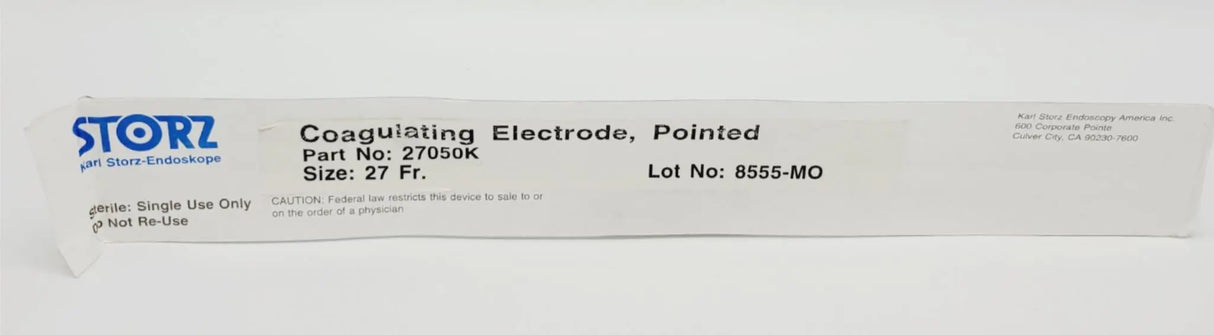 STORZ
Karl Storz-Endoskope
Coagulating Electrode, Pointed
Part No: 27050K
Size: 27 Fr.
Lot No: 8555-MO
Karl Storz Endoscopy America Inc.
600 Corporate Pointe
Culver City, CA 90230-7600
Sterile: Single Use Only
Do Not Re-Use
CAUTION: Federal law restricts this device to sale to or
on the order of a physician